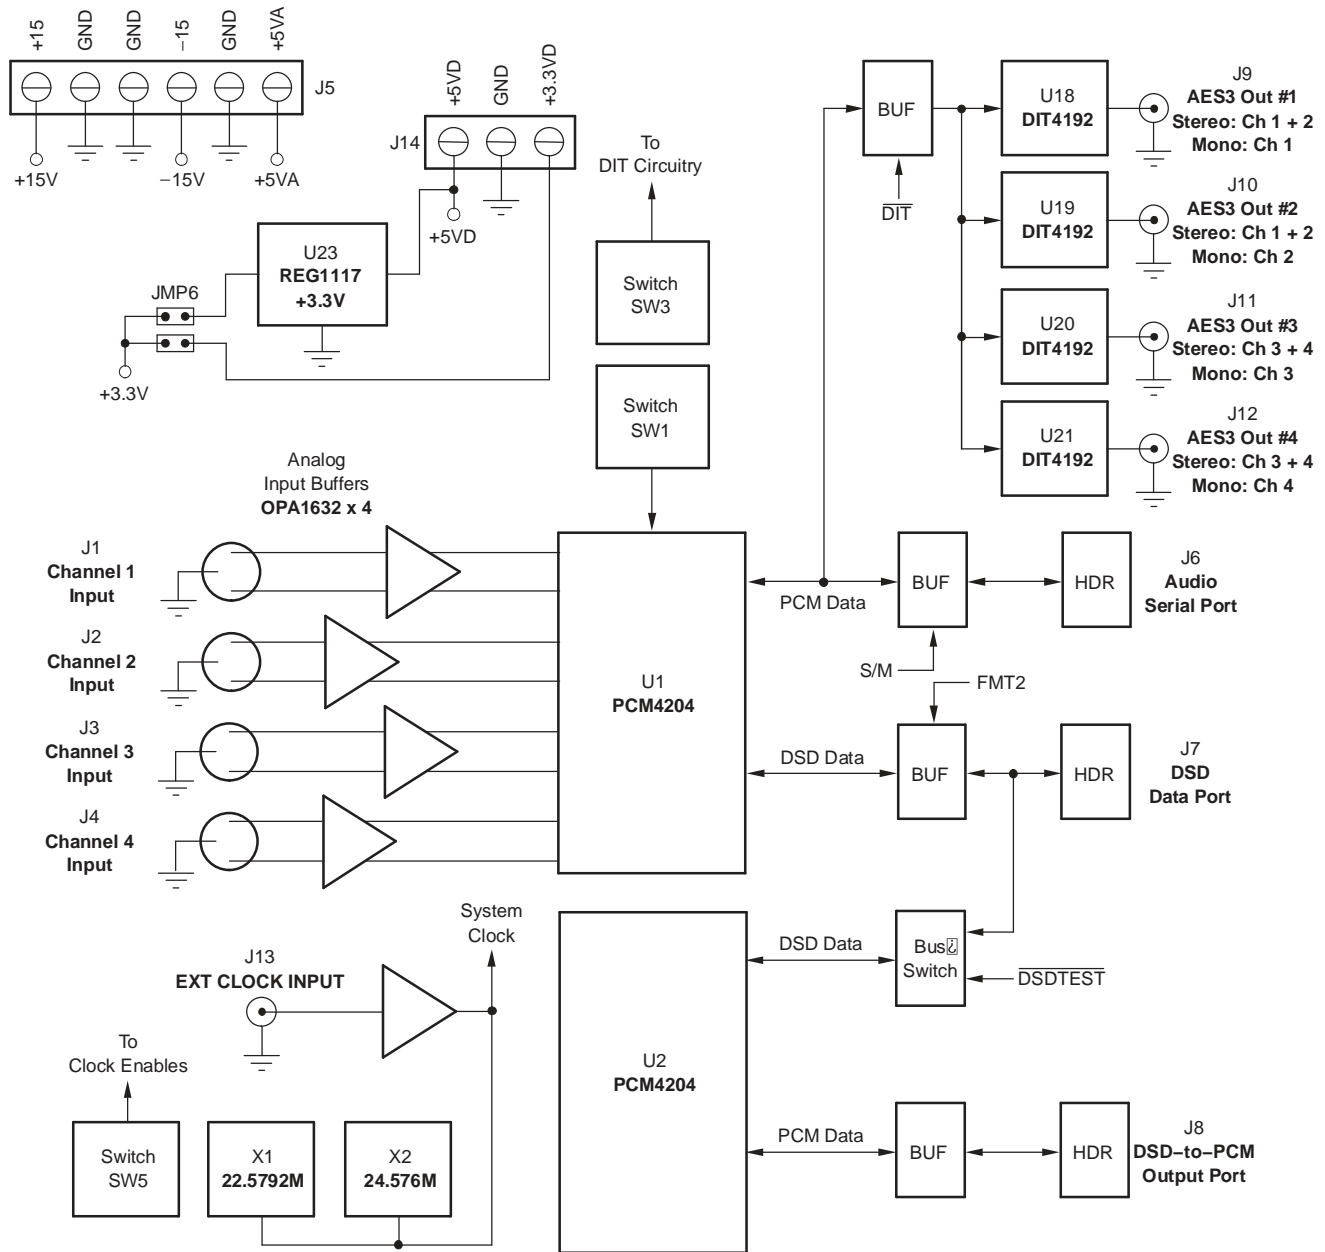 +15
GND
GND
−15
GND
+5VA
J5
+15V
−15V
+5VA
+5VD
GND
+3.3VD
J14
+5VD
U23
REG1117
+3.3V
JMP6
+3.3V
To
DIT Circuitry
Switch
SW3
Switch
SW1
BUF
DIT
U18
DIT4192
J9
AES3 Out #1
Stereo: Ch 1 + 2
Mono: Ch 1
U19
DIT4192
J10
AES3 Out #2
Stereo: Ch 1 + 2
Mono: Ch 2
U20
DIT4192
J11
AES3 Out #3
Stereo: Ch 3 + 4
Mono: Ch 3
U21
DIT4192
J12
AES3 Out #4
Stereo: Ch 3 + 4
Mono: Ch 4
Analog
Input Buffers
OPA1632 x 4
J1
Channel 1
Input
J2
Channel 2
Input
J3
Channel 3
Input
J4
Channel 4
Input
U1
PCM4204
PCM Data
BUF
HDR
J6
Audio
Serial Port
S/M
FMT2
DSD Data
BUF
HDR
J7
DSD
Data Port
System
Clock
J13
EXT CLOCK INPUT
To
Clock Enables
Switch
SW5
X1
22.5792M
X2
24.576M
U2
PCM4204
DSD Data
Bus⍰
Switch
DSDTEST
PCM Data
BUF
HDR
J8
DSD−to−PCM
Output Port